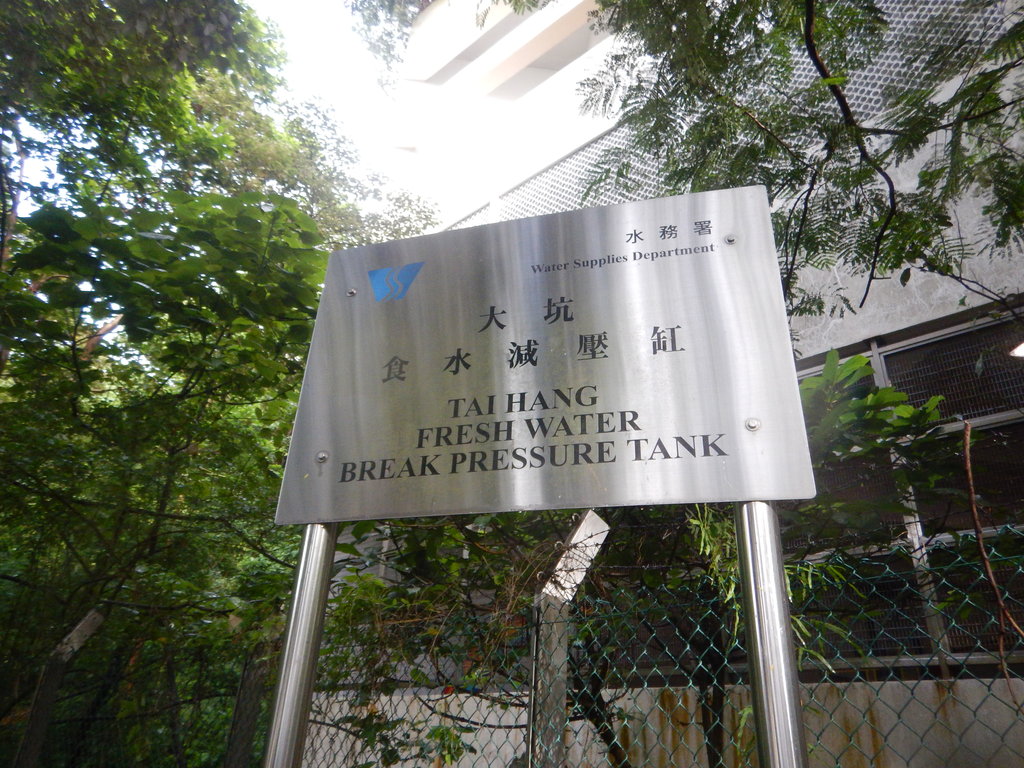 水務署
Water Supplies Department
大坑
食水減壓缸
TAI HANG
FRESH WATER
BREAK PRESSURE TANK